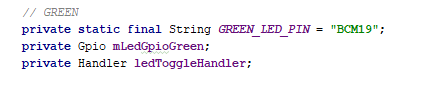 // GREEN
private static final String GREEN_LED_PIN = "BCM19";
private Gpio mLedGpioGreen;
private Handler ledToggleHandler;